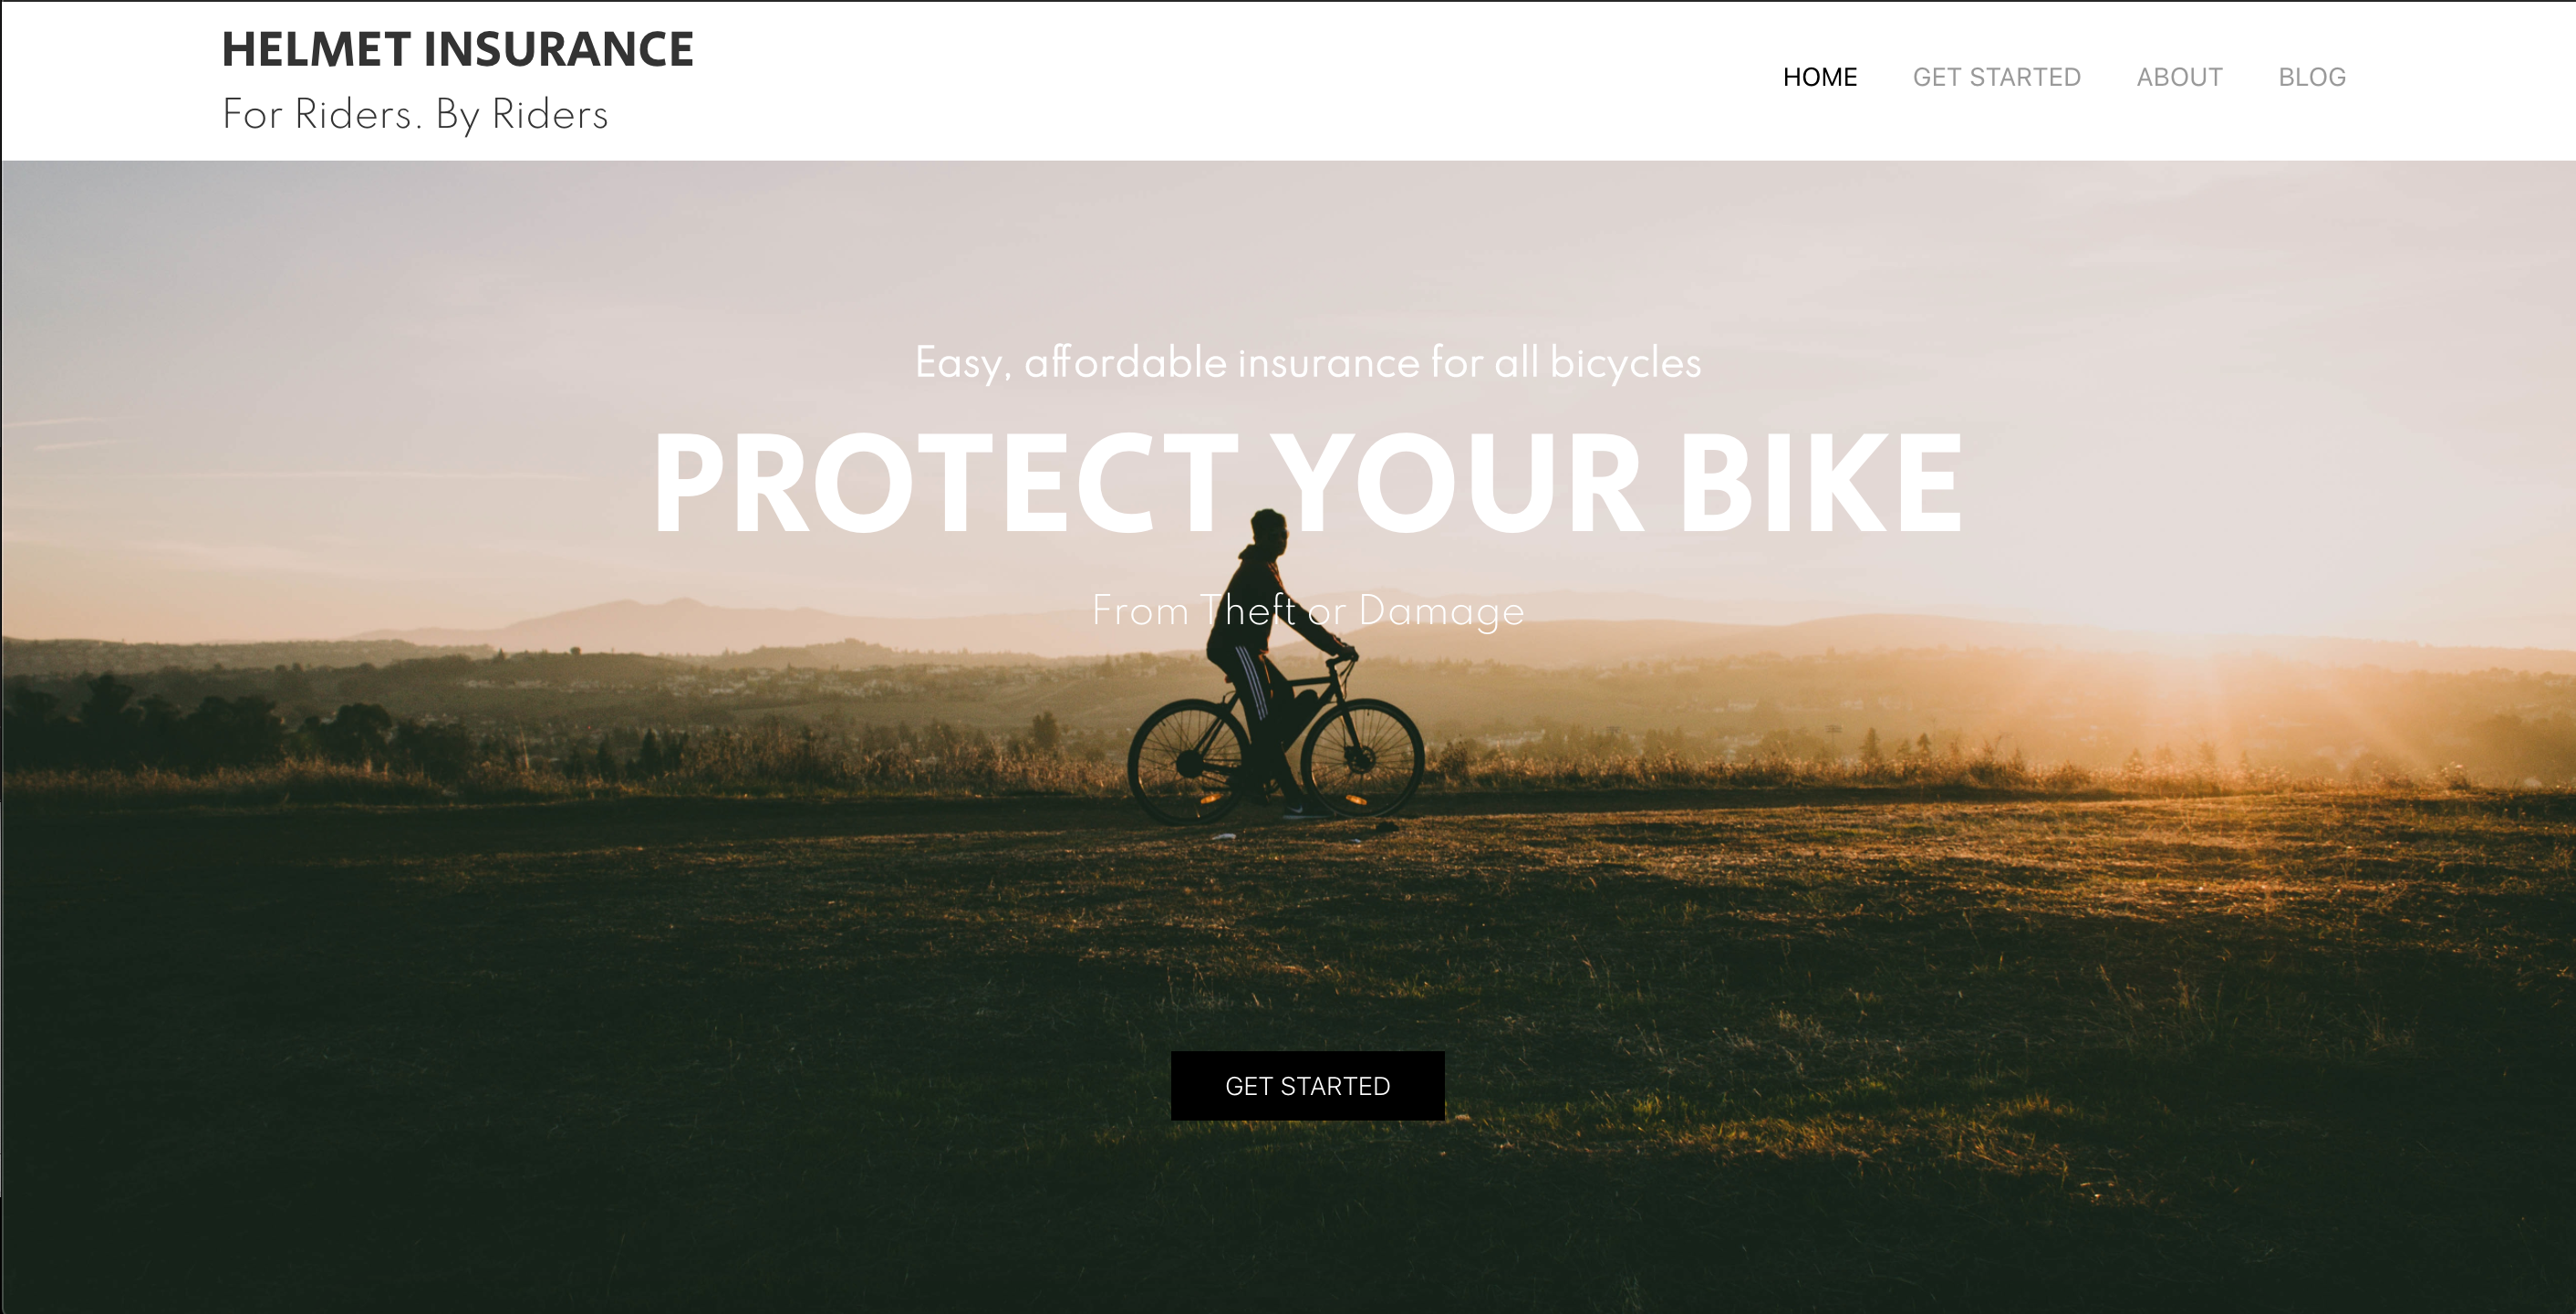 HELMET INSURANCE
For Riders. By Riders
HOME GET STARTED ABOUT BLOG
Easy, affordable insurance for all bicycles
PROTECT YOUR BIKE
From Theft or Damage
GET STARTED